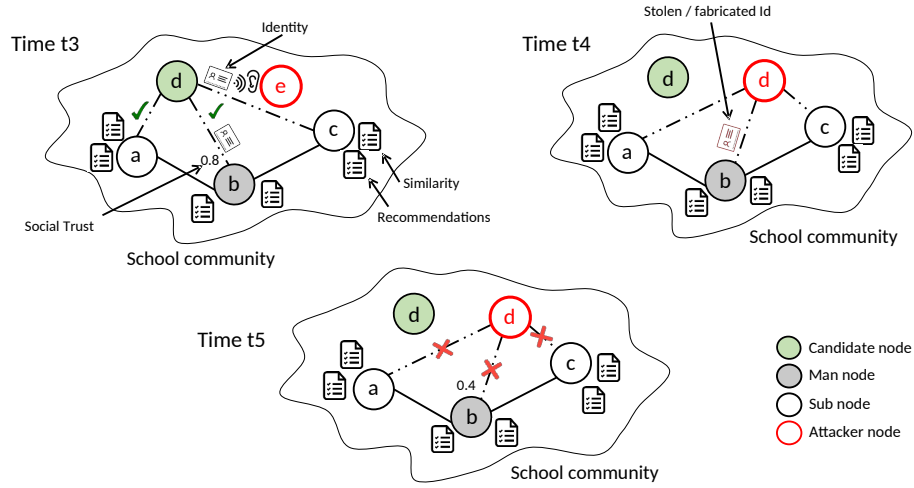 Time t3
Identity
d
e
a
0.8
b
c
Similarity
Recommendations
Social Trust
School community
Time t4
Stolen / fabricated Id
d
d
a
b
c
School community
Time t5
d
d
a
0.4
b
c
School community
Candidate node
Man node
Sub node
Attacker node